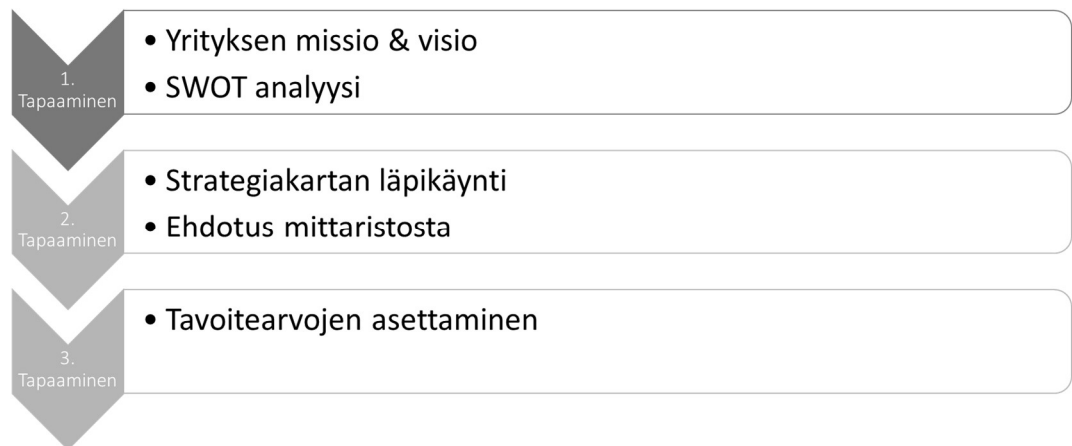 1.
Tapaaminen
• Yrityksen missio & visio
• SWOT analyysi
2.
Tapaaminen
• Strategiakartan läpikäynti
• Ehdotus mittaristosta
3.
Tapaaminen
• Tavoitearvojen asettaminen